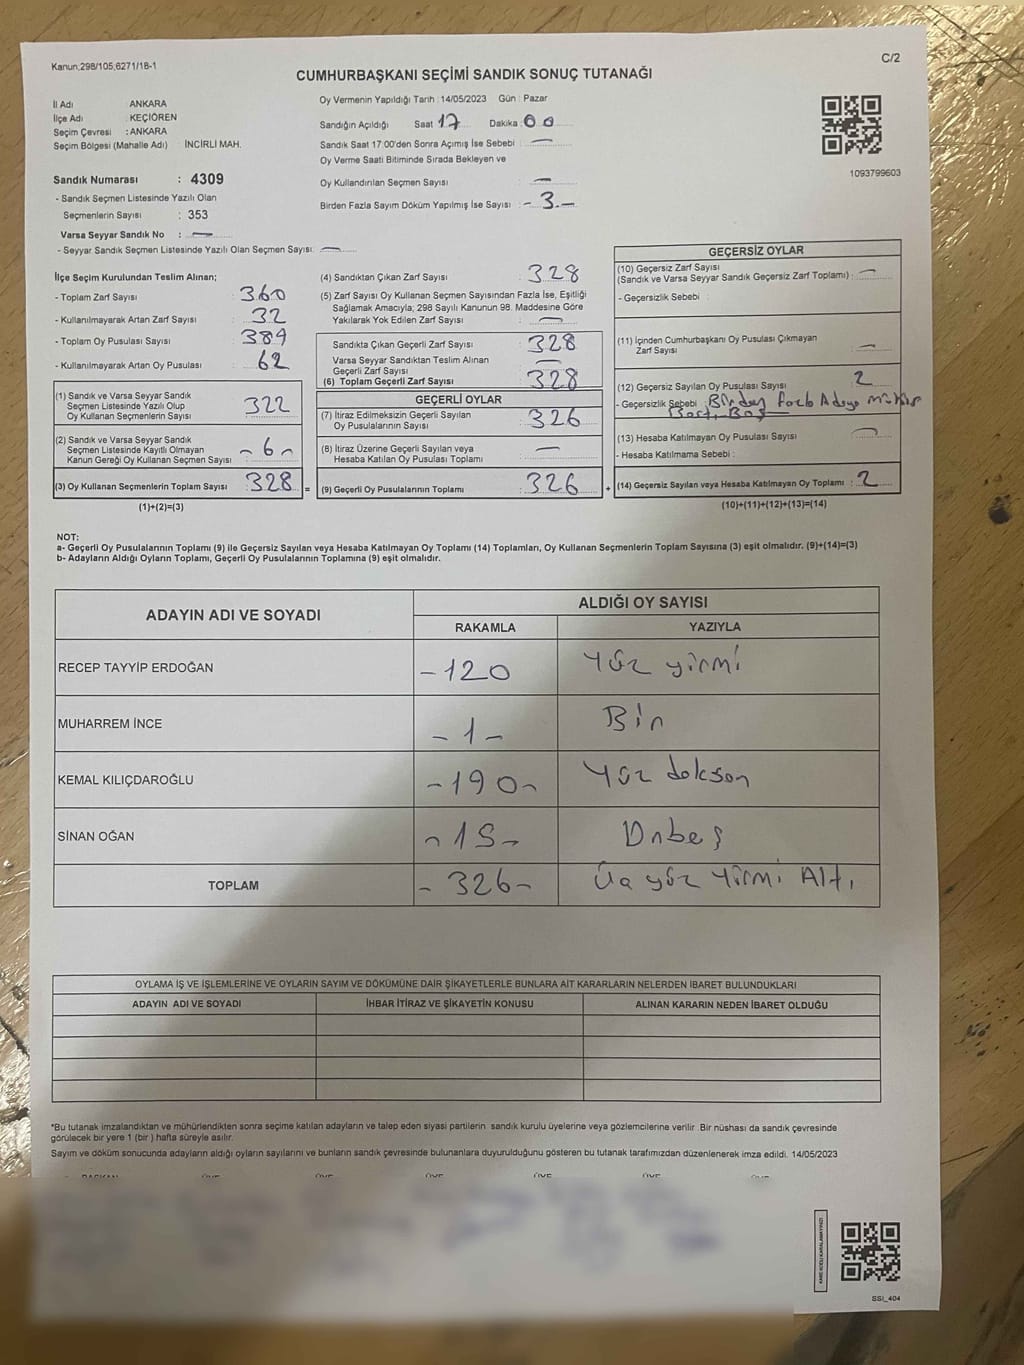 Kanun,298/105,6271/18-1
C/2
CUMHURBAŞKANI SEÇİMİ SANDIK SONUÇ TUTANAĞI
İl Adı ANKARA
İlçe Adı : KEÇİÖREN
Seçim Çevresi : ANKARA
Seçim Bölgesi (Mahalle Adı) : İNCİRLİ MAH.
Sandık Numarası : 4309
- Sandık Seçmen Listesinde Yazılı Olan
Seçmenlerin Sayısı : 353
Varsa Seyyar Sandık No : —
- Seyyar Sandık Seçmen Listesinde Yazılı Olan Seçmen Sayısı: —
Oy Vermenin Yapıldığı Tarih : 14/05/2023 Gün : Pazar
Sandığın Açıldığı Saat 17 Dakika : 00
Sandık Saat 17:00'den Sonra Açımış İse Sebebi : —
Oy Verme Saati Bitiminde Sırada Bekleyen ve
Oy Kullandırılan Seçmen Sayısı : —
Birden Fazla Sayım Döküm Yapılmış İse Sayısı : - 3 -
1093799603
İlçe Seçim Kurulundan Teslim Alınan;
- Toplam Zarf Sayısı : 360
- Kullanılmayarak Artan Zarf Sayısı : 32
- Toplam Oy Pusulası Sayısı : 389
- Kullanılmayarak Artan Oy Pusulası : 62
(1) Sandık ve Varsa Seyyar Sandık
Seçmen Listesinde Yazılı Olup
Oy Kullanan Seçmenlerin Sayısı : 322
(2) Sandık ve Varsa Seyyar Sandık
Seçmen Listesinde Kayıtlı Olmayan
Kanun Gereği Oy Kullanan Seçmen Sayısı : - 6 -
(3) Oy Kullanan Seçmenlerin Toplam Sayısı : 328 =
(1)+(2)=(3)
(4) Sandıktan Çıkan Zarf Sayısı : 328
(5) Zarf Sayısı Oy Kullanan Seçmen Sayısından Fazla İse, Eşitliği
Sağlamak Amacıyla; 298 Sayılı Kanunun 98. Maddesine Göre
Yakılarak Yok Edilen Zarf Sayısı : —
Sandıkta Çıkan Geçerli Zarf Sayısı : 328
Varsa Seyyar Sandıktan Teslim Alınan
Geçerli Zarf Sayısı : —
(6) Toplam Geçerli Zarf Sayısı : 328
GEÇERLİ OYLAR
(7) İtiraz Edilmeksizin Geçerli Sayılan
Oy Pusulalarının Sayısı : 326
(8) İtiraz Üzerine Geçerli Sayılan veya
Hesaba Katılan Oy Pusulası Toplamı : —
(9) Geçerli Oy Pusulalarının Toplamı : 326 +
GEÇERSİZ OYLAR
(10) Geçersiz Zarf Sayısı
(Sandık ve Varsa Seyyar Sandık Geçersiz Zarf Toplamı) : —
- Geçersizlik Sebebi :
(11) İçinden Cumhurbaşkanı Oy Pusulası Çıkmayan
Zarf Sayısı : —
(12) Geçersiz Sayılan Oy Pusulası Sayısı : 2
- Geçersizlik Sebebi : Birden fazla Adaya Mühür
(13) Hesaba Katılmayan Oy Pusulası Sayısı : —
- Hesaba Katılmama Sebebi :
(14) Geçersiz Sayılan veya Hesaba Katılmayan Oy Toplamı : 2
(10)+(11)+(12)+(13)=(14)
NOT:
a- Geçerli Oy Pusulalarının Toplamı (9) ile Geçersiz Sayılan veya Hesaba Katılmayan Oy Toplamı (14) Toplamları, Oy Kullanan Seçmenlerin Toplam Sayısına (3) eşit olmalıdır. (9)+(14)=(3)
b- Adayların Aldığı Oyların Toplamı, Geçerli Oy Pusulalarının Toplamına (9) eşit olmalıdır.
ADAYIN ADI VE SOYADI
ALDIĞI OY SAYISI
RAKAMLA YAZIYLA
RECEP TAYYİP ERDOĞAN -120 Yüz yirmi
MUHARREM İNCE -1- Bir
KEMAL KILIÇDAROĞLU -190- Yüz doksan
SİNAN OĞAN -15- Onbeş
TOPLAM -326- Üç yüz Yirmi Altı
OYLAMA İŞ VE İŞLEMLERİNE VE OYLARIN SAYIM VE DÖKÜMÜNE DAİR ŞİKAYETLERLE BUNLARA AİT KARARLARIN NELERDEN İBARET BULUNDUKLARI
ADAYIN ADI VE SOYADI İHBAR İTİRAZ VE ŞİKAYETİN KONUSU ALINAN KARARIN NEDEN İBARET OLDUĞU
*Bu tutanak imzalandıktan ve mühürlendikten sonra seçime katılan adayların ve talep eden siyasi partilerin sandık kurulu üyelerine veya gözlemcilerine verilir. Bir nüshası da sandık çevresinde
görülecek bir yere 1 (bir ) hafta süreyle asılır.
Sayım ve döküm sonucunda adayların aldığı oyların sayılarını ve bunların sandık çevresinde bulunanlara duyurulduğunu gösteren bu tutanak tarafımızdan düzenlenerek imza edildi. 14/05/2023
SSI_404